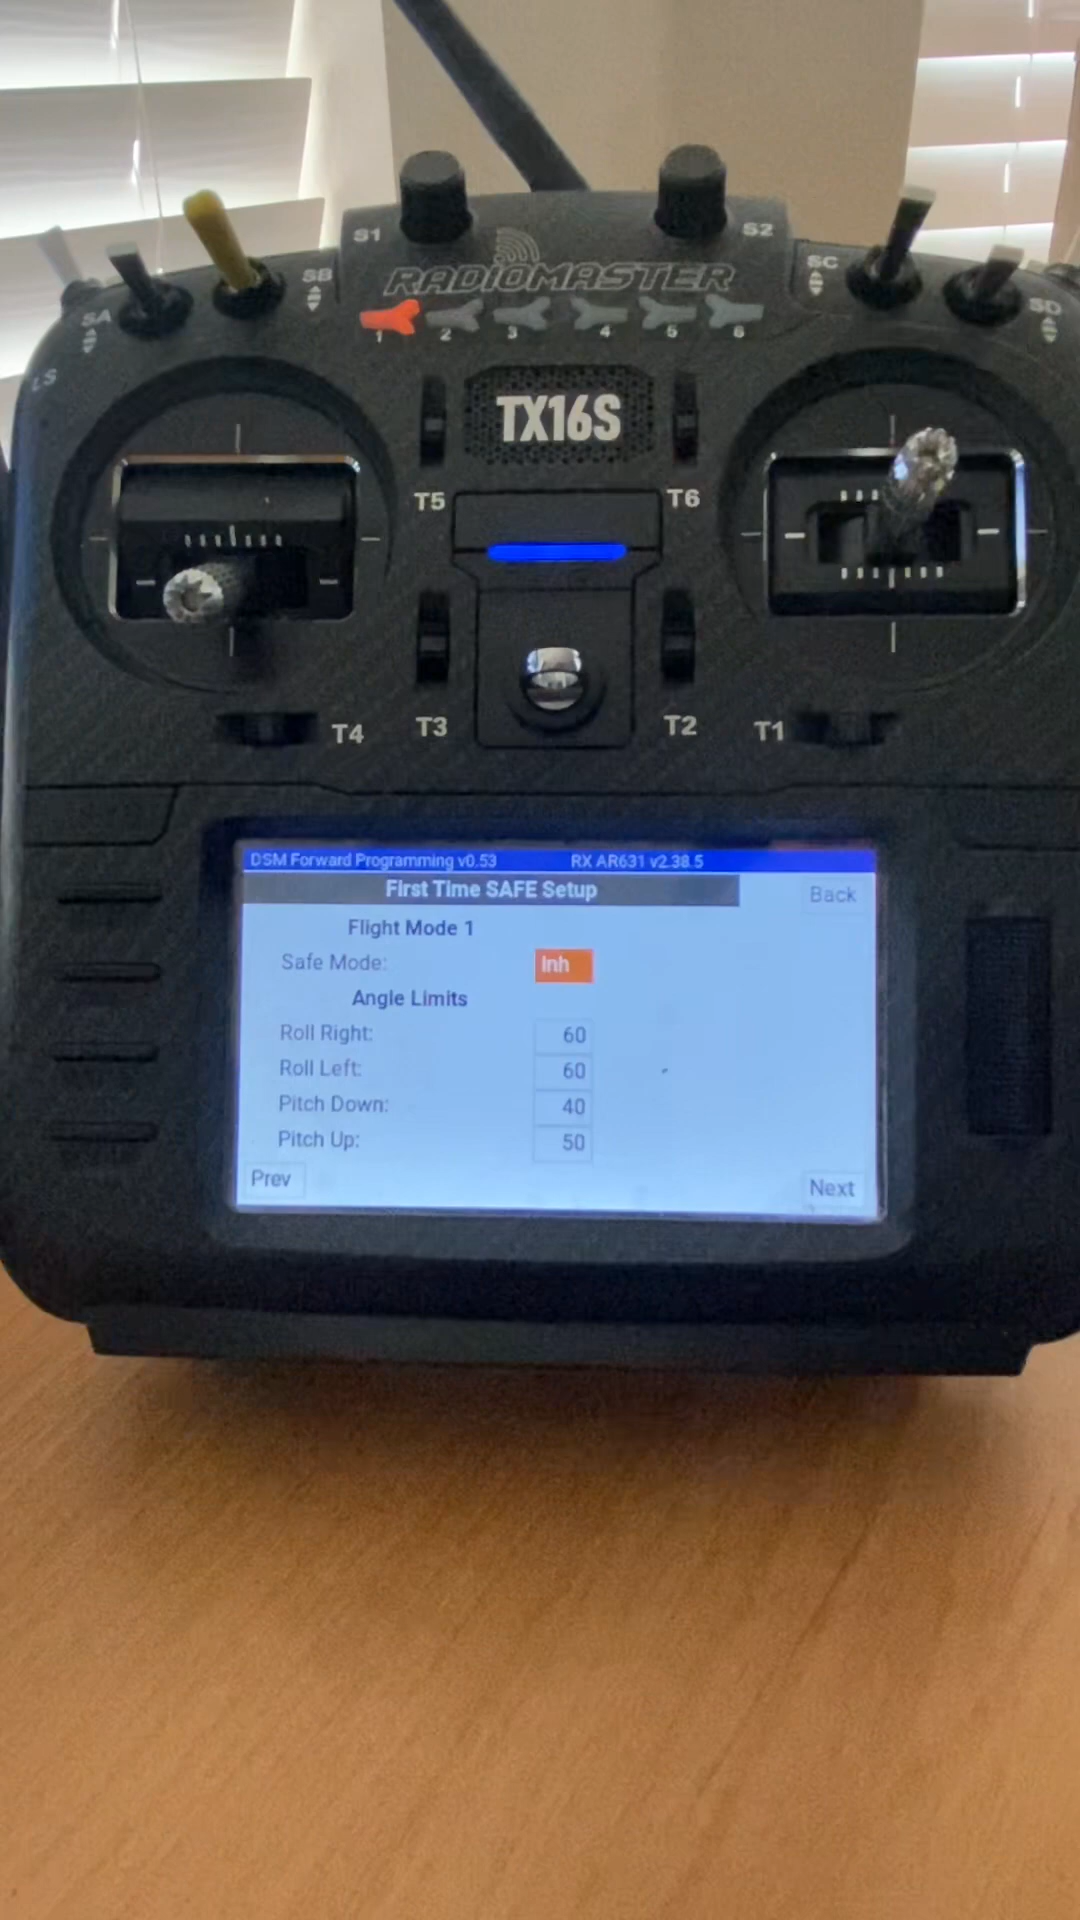 S1
S2
SB
SC
RADIOMASTER
SA
SD
1 2 3 4 5 6
LS
TX16S
T5 T6
T4 T3 T2 T1
DSM Forward Programming v0.53 RX AR631 v2.38.5
First Time SAFE Setup
Back
Flight Mode 1
Safe Mode: Inh
Angle Limits
Roll Right: 60
Roll Left: 60
Pitch Down: 40
Pitch Up: 50
Prev
Next